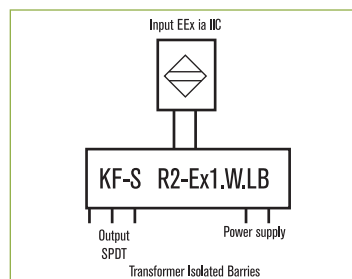 Input EEx ia IIC
KF-S R2-Ex1.W.LB
Output
SPDT
Power supply
Transformer Isolated Barries